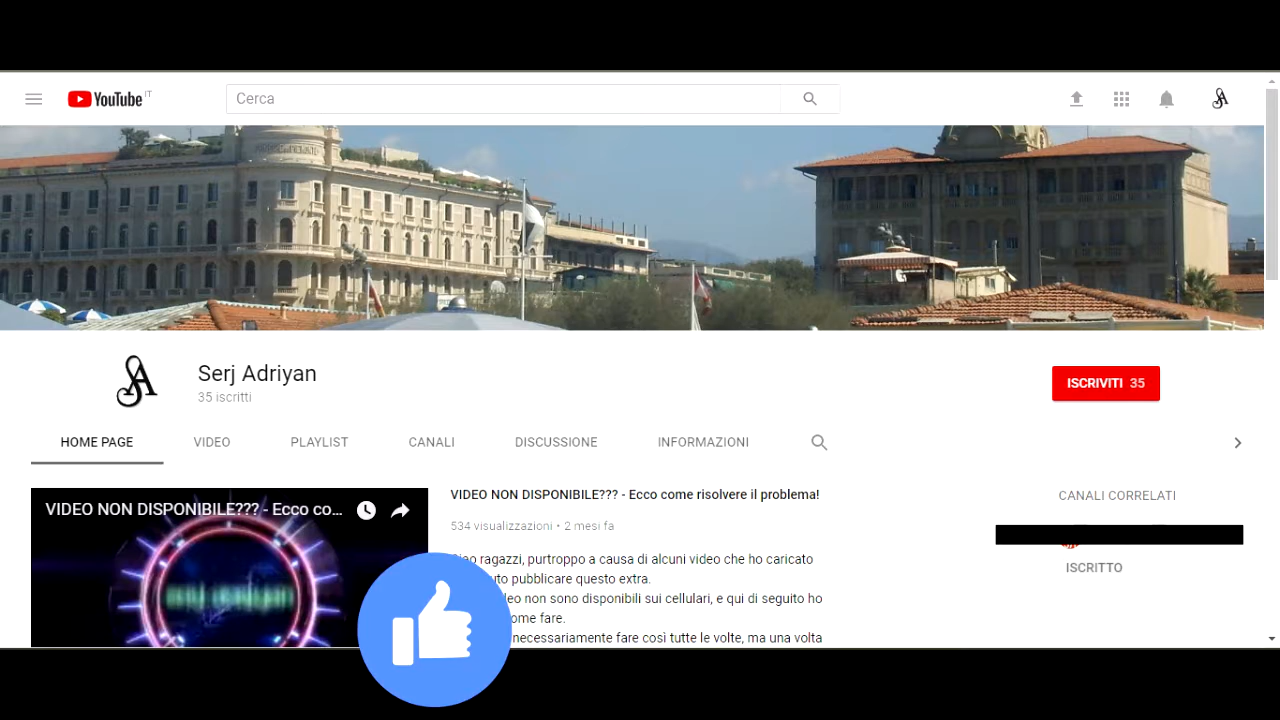 YouTube IT
Cerca
Serj Adriyan
35 iscritti
ISCRIVITI 35
HOME PAGE
VIDEO
PLAYLIST
CANALI
DISCUSSIONE
INFORMAZIONI
VIDEO NON DISPONIBILE??? - Ecco co...
VIDEO NON DISPONIBILE??? - Ecco come risolvere il problema!
534 visualizzazioni • 2 mesi fa
ragazzi, purtroppo a causa di alcuni video che ho caricato
pubblicare questo extra.
non sono disponibili sui cellulari, e qui di seguito ho
ome fare.
necessariamente fare così tutte le volte, ma una volta
CANALI CORRELATI
ISCRITTO